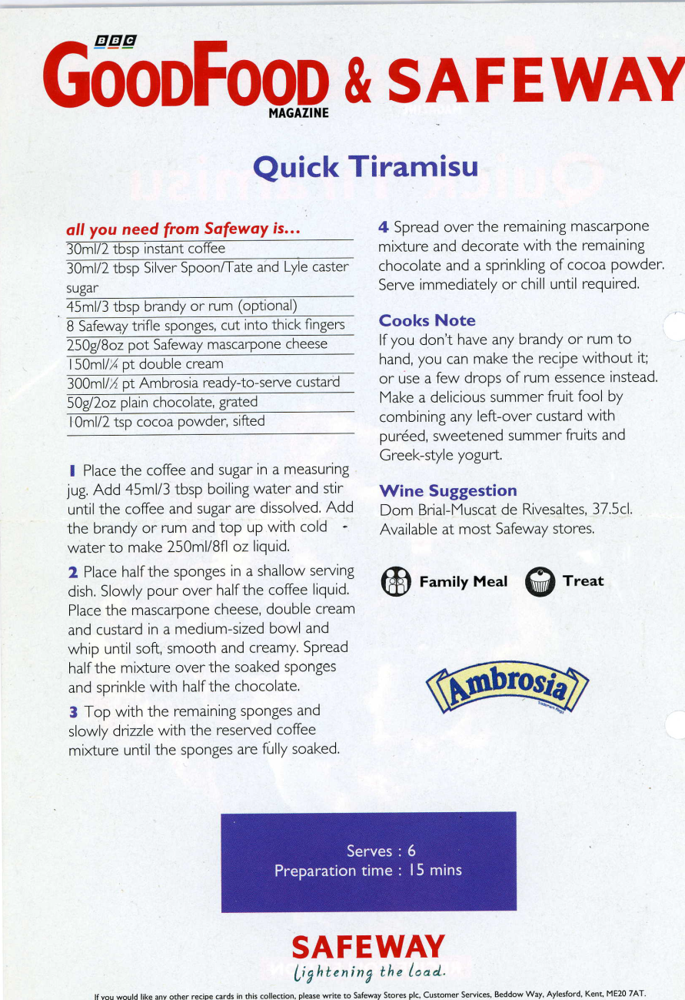 BBC
GOODFOOD & SAFEWAY
MAGAZINE
Quick Tiramisu
all you need from Safeway is...
30ml/2 tbsp instant coffee
30ml/2 tbsp Silver Spoon/Tate and Lyle caster
sugar
45ml/3 tbsp brandy or rum (optional)
8 Safeway trifle sponges, cut into thick fingers
250g/8oz pot Safeway mascarpone cheese
150ml/¼ pt double cream
300ml/½ pt Ambrosia ready-to-serve custard
50g/2oz plain chocolate, grated
10ml/2 tsp cocoa powder, sifted
1 Place the coffee and sugar in a measuring
jug. Add 45ml/3 tbsp boiling water and stir
until the coffee and sugar are dissolved. Add
the brandy or rum and top up with cold
water to make 250ml/8fl oz liquid.
2 Place half the sponges in a shallow serving
dish. Slowly pour over half the coffee liquid.
Place the mascarpone cheese, double cream
and custard in a medium-sized bowl and
whip until soft, smooth and creamy. Spread
half the mixture over the soaked sponges
and sprinkle with half the chocolate.
3 Top with the remaining sponges and
slowly drizzle with the reserved coffee
mixture until the sponges are fully soaked.
4 Spread over the remaining mascarpone
mixture and decorate with the remaining
chocolate and a sprinkling of cocoa powder.
Serve immediately or chill until required.
Cooks Note
If you don't have any brandy or rum to
hand, you can make the recipe without it;
or use a few drops of rum essence instead.
Make a delicious summer fruit fool by
combining any left-over custard with
puréed, sweetened summer fruits and
Greek-style yogurt.
Wine Suggestion
Dom Brial-Muscat de Rivesaltes, 37.5cl.
Available at most Safeway stores.
Family Meal Treat
Ambrosia
Trademark Regd
Serves : 6
Preparation time : 15 mins
SAFEWAY
Lightening the load.
If you would like any other recipe cards in this collection, please write to Safeway Stores plc, Customer Services, Beddow Way, Aylesford, Kent, ME20 7AT.